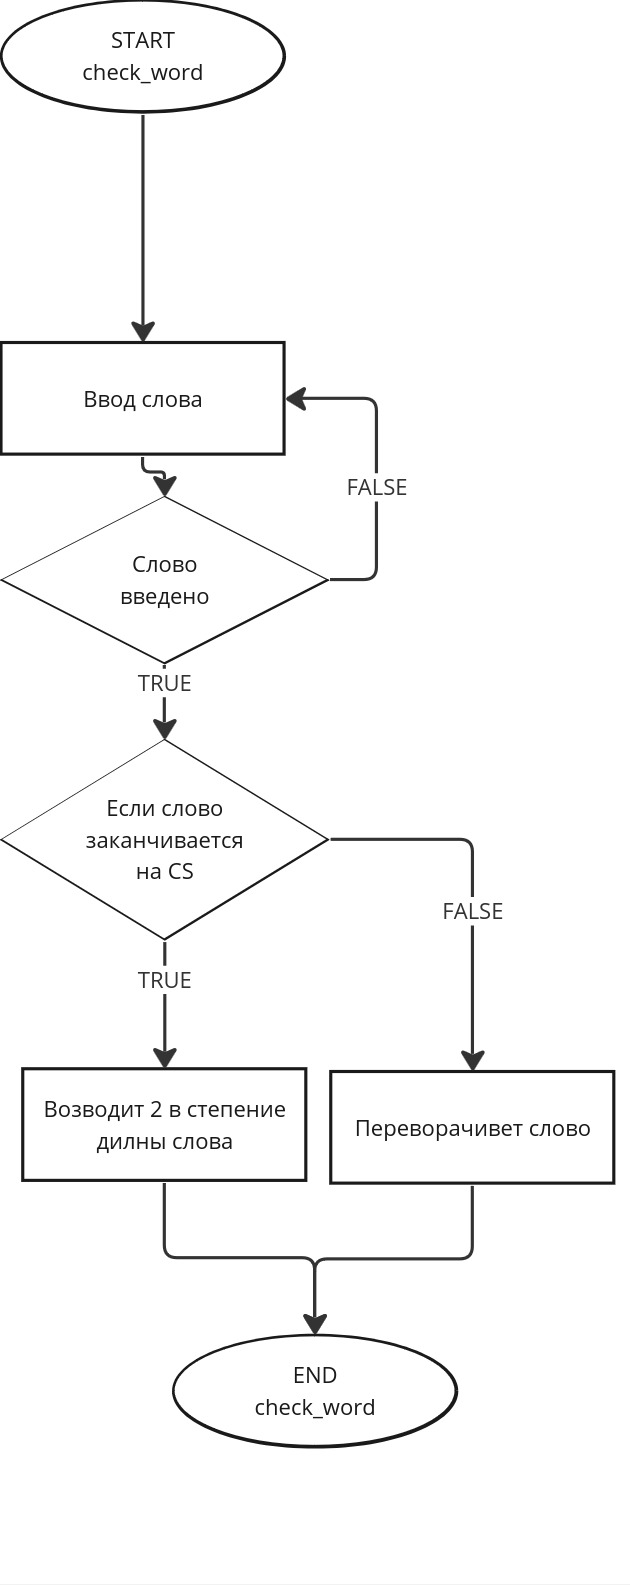 START
check_word
Ввод слова
FALSE
Слово
введено
TRUE
Если слово
заканчивается
на CS
FALSE
TRUE
Возводит 2 в степение
дилны слова
Переворачивет слово
END
check_word